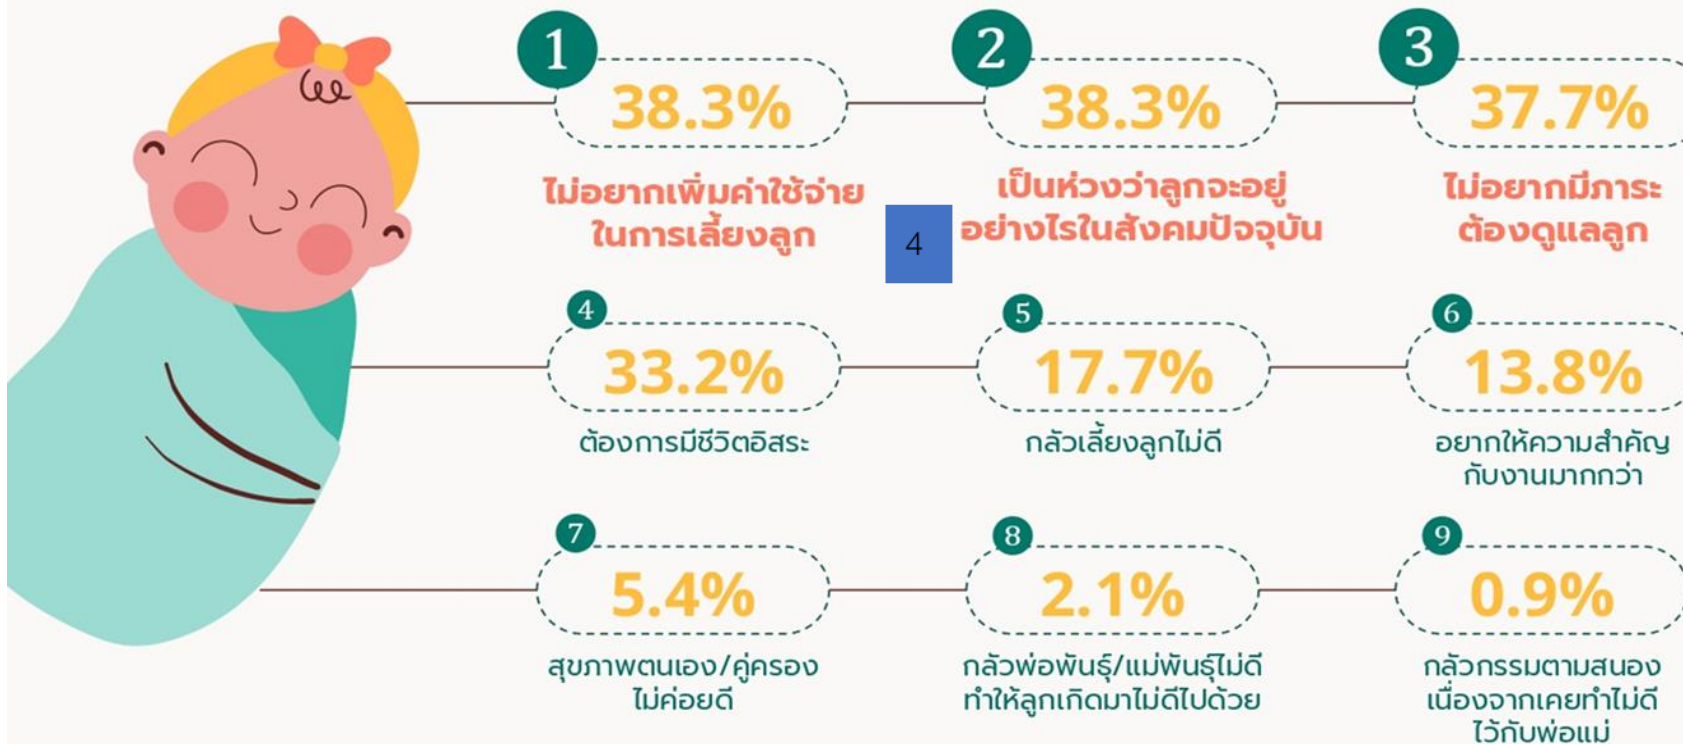 1
38.3%
ไม่อยากเพิ่มค่าใช้จ่าย
ในการเลี้ยงลูก
2
38.3%
เป็นห่วงว่าลูกจะอยู่
อย่างไรในสังคมปัจจุบัน
3
37.7%
ไม่อยากมีภาระ
ต้องดูแลลูก
4
4
33.2%
ต้องการมีชีวิตอิสระ
5
17.7%
กลัวเลี้ยงลูกไม่ดี
6
13.8%
อยากให้ความสำคัญ
กับงานมากกว่า
7
5.4%
สุขภาพตนเอง/คู่ครอง
ไม่ค่อยดี
8
2.1%
กลัวพ่อพันธุ์/แม่พันธุ์ไม่ดี
ทำให้ลูกเกิดมาไม่ดีไปด้วย
9
0.9%
กลัวกรรมตามสนอง
เนื่องจากเคยทำไม่ดี
ไว้กับพ่อแม่